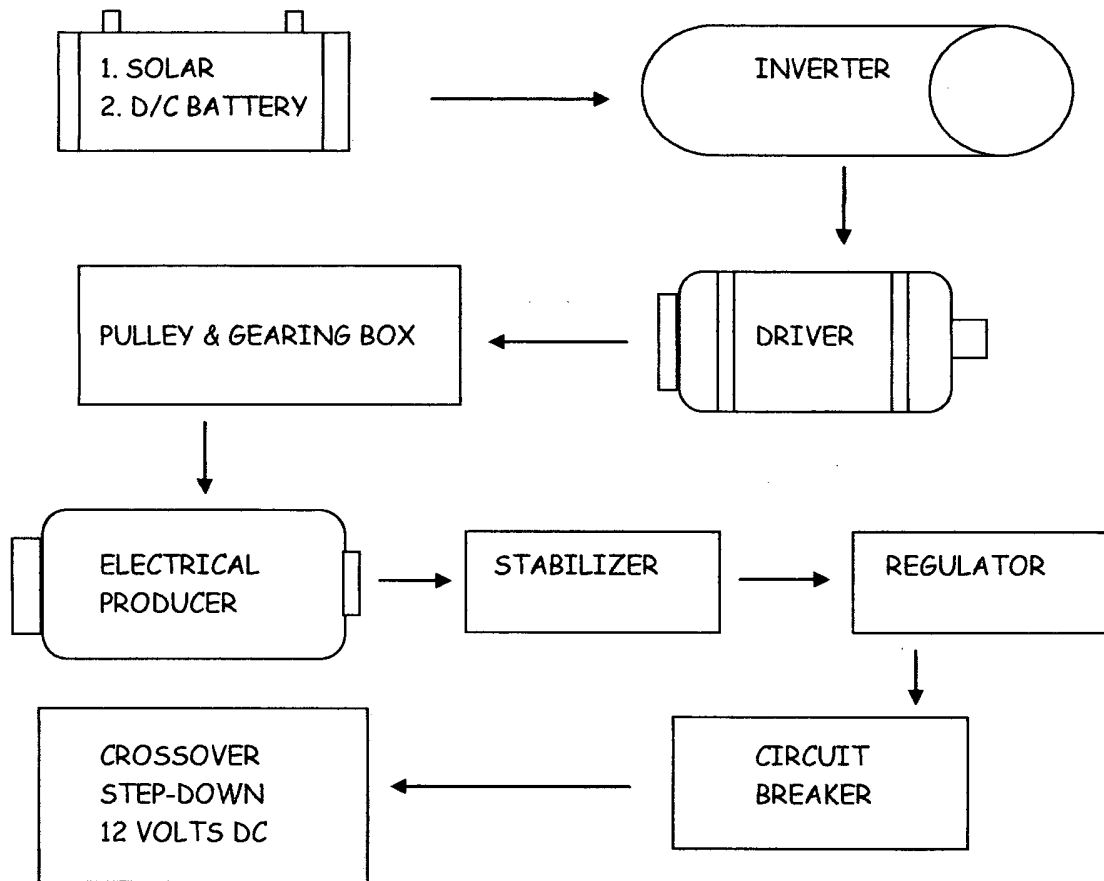 1. SOLAR
2. D/C BATTERY
INVERTER
DRIVER
PULLEY & GEARING BOX
ELECTRICAL
PRODUCER
STABILIZER
REGULATOR
CIRCUIT
BREAKER
CROSSOVER
STEP-DOWN
12 VOLTS DC